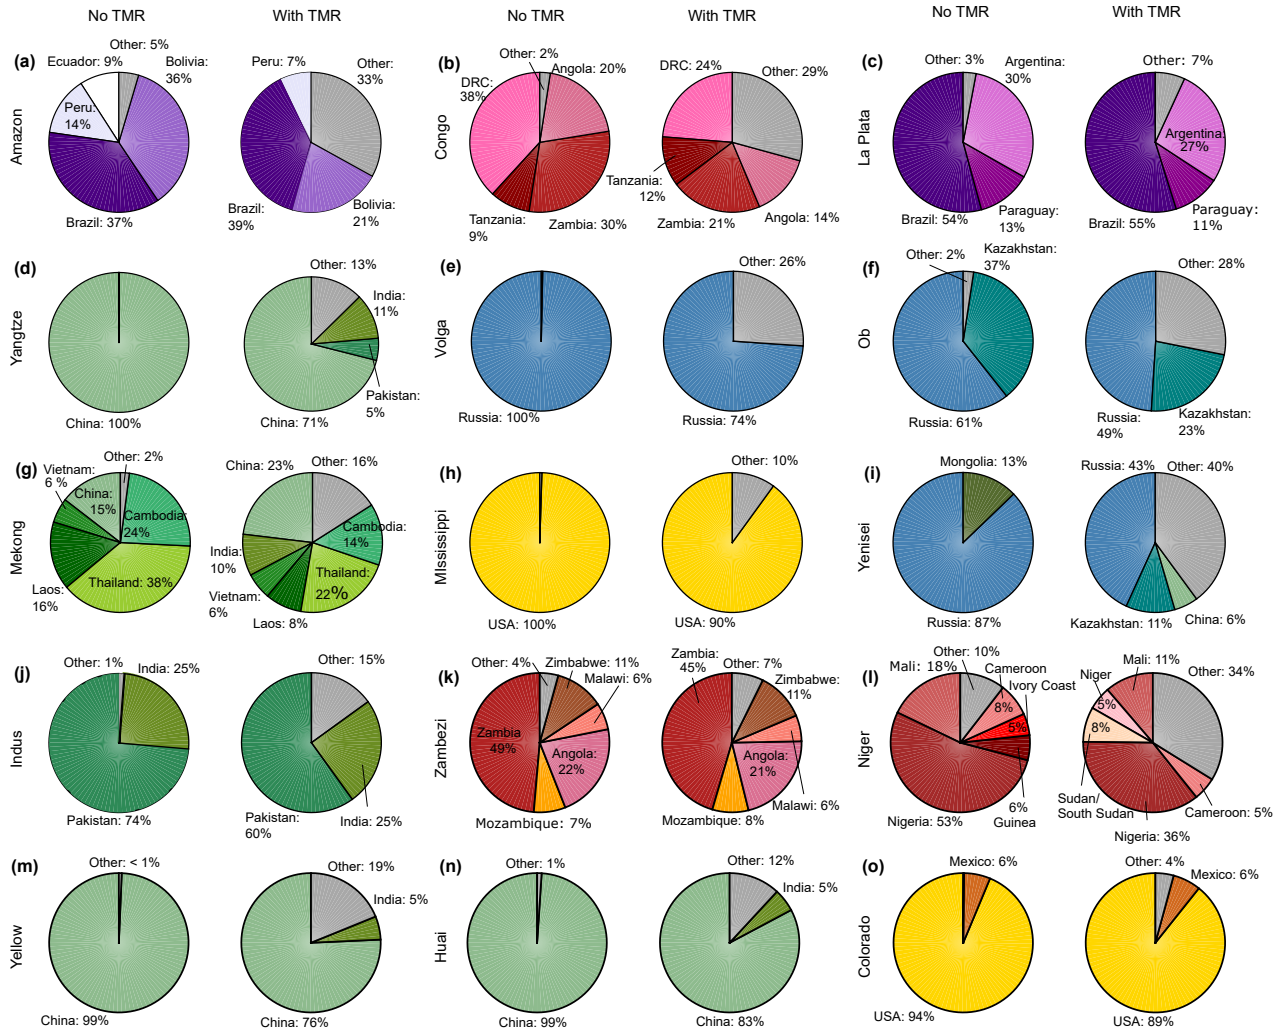 No TMR
With TMR
No TMR
With TMR
No TMR
With TMR
(a)
Amazon
Other: 5%
Ecuador: 9%
Bolivia:
36%
Peru:
14%
Brazil: 37%
Peru: 7%
Other:
33%
Brazil:
39%
Bolivia:
21%
(b)
Congo
Other: 2%
Angola: 20%
DRC:
38%
Tanzania:
9%
Zambia: 30%
DRC: 24%
Other: 29%
Tanzania:
12%
Zambia: 21%
Angola: 14%
(c)
La Plata
Other: 3%
Argentina:
30%
Brazil: 54%
Paraguay:
13%
Other: 7%
Argentina:
27%
Brazil: 55%
Paraguay:
11%
(d)
Yangtze
China: 100%
Other: 13%
India:
11%
Pakistan:
5%
China: 71%
(e)
Volga
Russia: 100%
Other: 26%
Russia: 74%
(f)
Ob
Other: 2%
Kazakhstan:
37%
Russia: 61%
Other: 28%
Russia:
49%
Kazakhstan:
23%
(g)
Mekong
Vietnam:
6 %
Other: 2%
China:
15%
Cambodia:
24%
Thailand: 38%
Laos:
16%
China: 23%
Other: 16%
Cambodia:
14%
India:
10%
Thailand:
22%
Vietnam:
6%
Laos: 8%
(h)
MIssissippi
USA: 100%
Other: 10%
USA: 90%
(i)
Yenisei
Mongolia: 13%
Russia: 87%
Russia: 43%
Other: 40%
Kazakhstan: 11%
China: 6%
(j)
Indus
Other: 1%
India: 25%
Pakistan: 74%
Other: 15%
Pakistan:
60%
India: 25%
(k)
Zambezi
Other: 4%
Zimbabwe: 11%
Malawi: 6%
Zambia
49%
Angola:
22%
Mozambique: 7%
Zambia:
45%
Other: 7%
Zimbabwe:
11%
Angola:
21%
Malawi: 6%
Mozambique: 8%
(l)
Niger
Mali: 18%
Other: 10%
Cameroon
8%
Ivory Coast
5%
6%
Guinea
Nigeria: 53%
Mali: 11%
Niger
5%
Other: 34%
8%
Sudan/
South Sudan
Cameroon: 5%
Nigeria: 36%
(m)
Yellow
Other: < 1%
China: 99%
Other: 19%
India: 5%
China: 76%
(n)
Huai
Other: 1%
China: 99%
Other: 12%
India: 5%
China: 83%
(o)
Colorado
Mexico: 6%
USA: 94%
Other: 4%
Mexico: 6%
USA: 89%